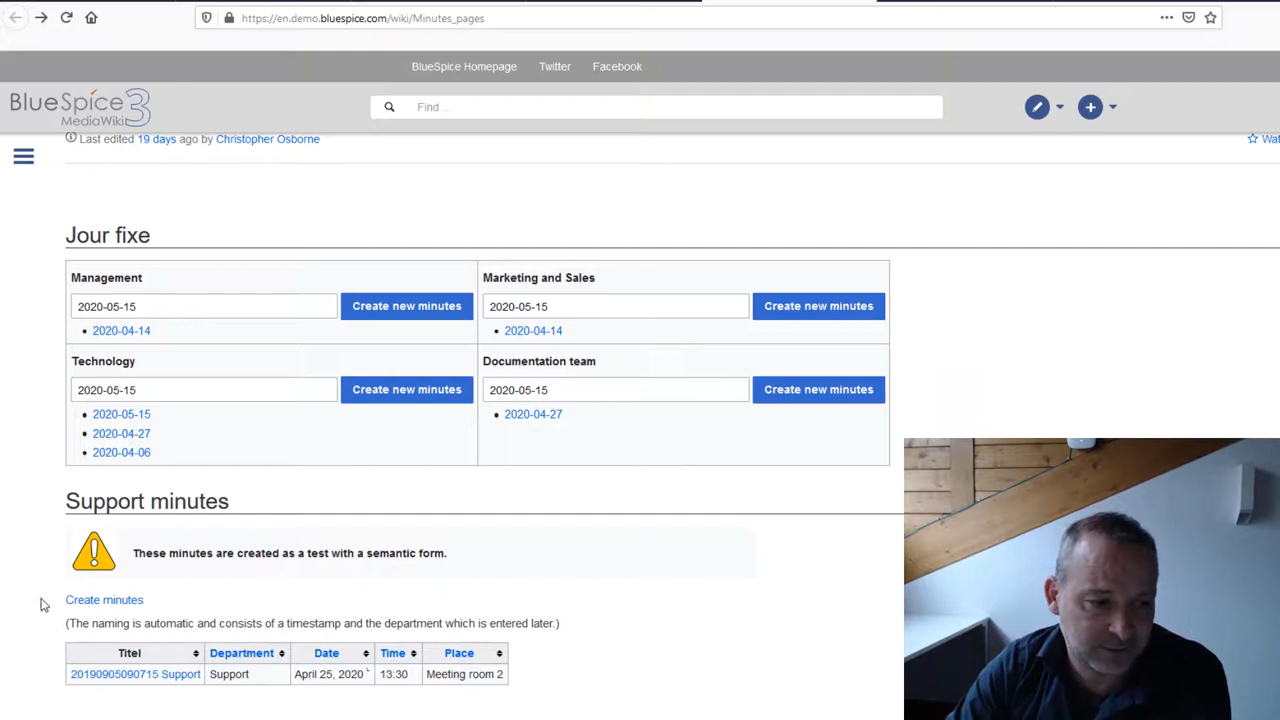 https://en.demo.bluespice.com/wiki/Minutes_pages
BlueSpice Homepage Twitter Facebook
BlueSpice 3
MediaWiki
Find ...
Last edited 19 days ago by Christopher Osborne
Jour fixe
Management
Marketing and Sales
2020-05-15 Create new minutes
2020-05-15 Create new minutes
2020-04-14
2020-04-14
Technology
Documentation team
2020-05-15 Create new minutes
2020-05-15 Create new minutes
2020-05-15
2020-04-27
2020-04-27
2020-04-06
Support minutes
These minutes are created as a test with a semantic form.
Create minutes
(The naming is automatic and consists of a timestamp and the department which is entered later.)
Titel Department Date Time Place
20190905090715 Support Support April 25, 2020 13:30 Meeting room 2